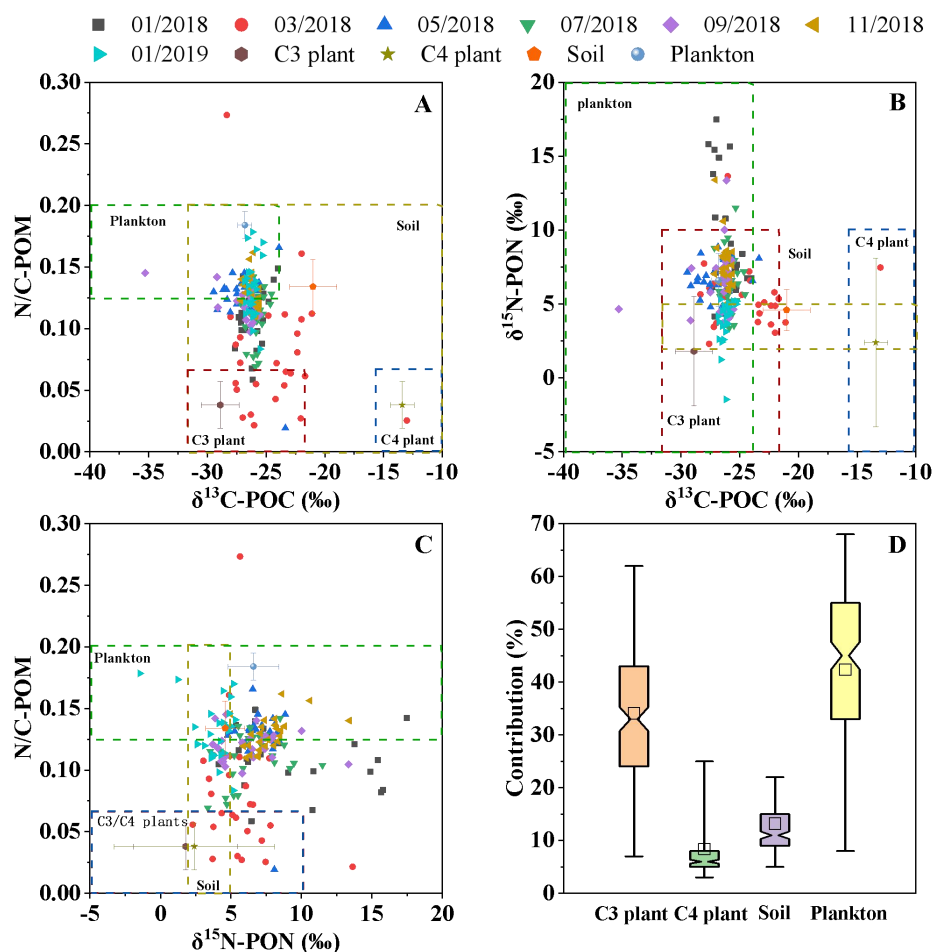 01/2018 03/2018 05/2018 07/2018 09/2018 11/2018
01/2019 C3 plant C4 plant Soil Plankton
A
0.30
0.25
0.20
0.15
0.10
0.05
0.00
N/C-POM
Plankton
Soil
C3 plant
C4 plant
-40 -35 -30 -25 -20 -15 -10
δ¹³C-POC (‰)
B
20
15
10
5
0
-5
δ¹⁵N-PON (‰)
plankton
Soil
C4 plant
C3 plant
-40 -35 -30 -25 -20 -15 -10
δ¹³C-POC (‰)
C
0.30
0.25
0.20
0.15
0.10
0.05
0.00
N/C-POM
Plankton
C3/C4 plants
Soil
-5 0 5 10 15 20
δ¹⁵N-PON (‰)
D
70
60
50
40
30
20
10
0
Contribution (%)
C3 plant C4 plant Soil Plankton